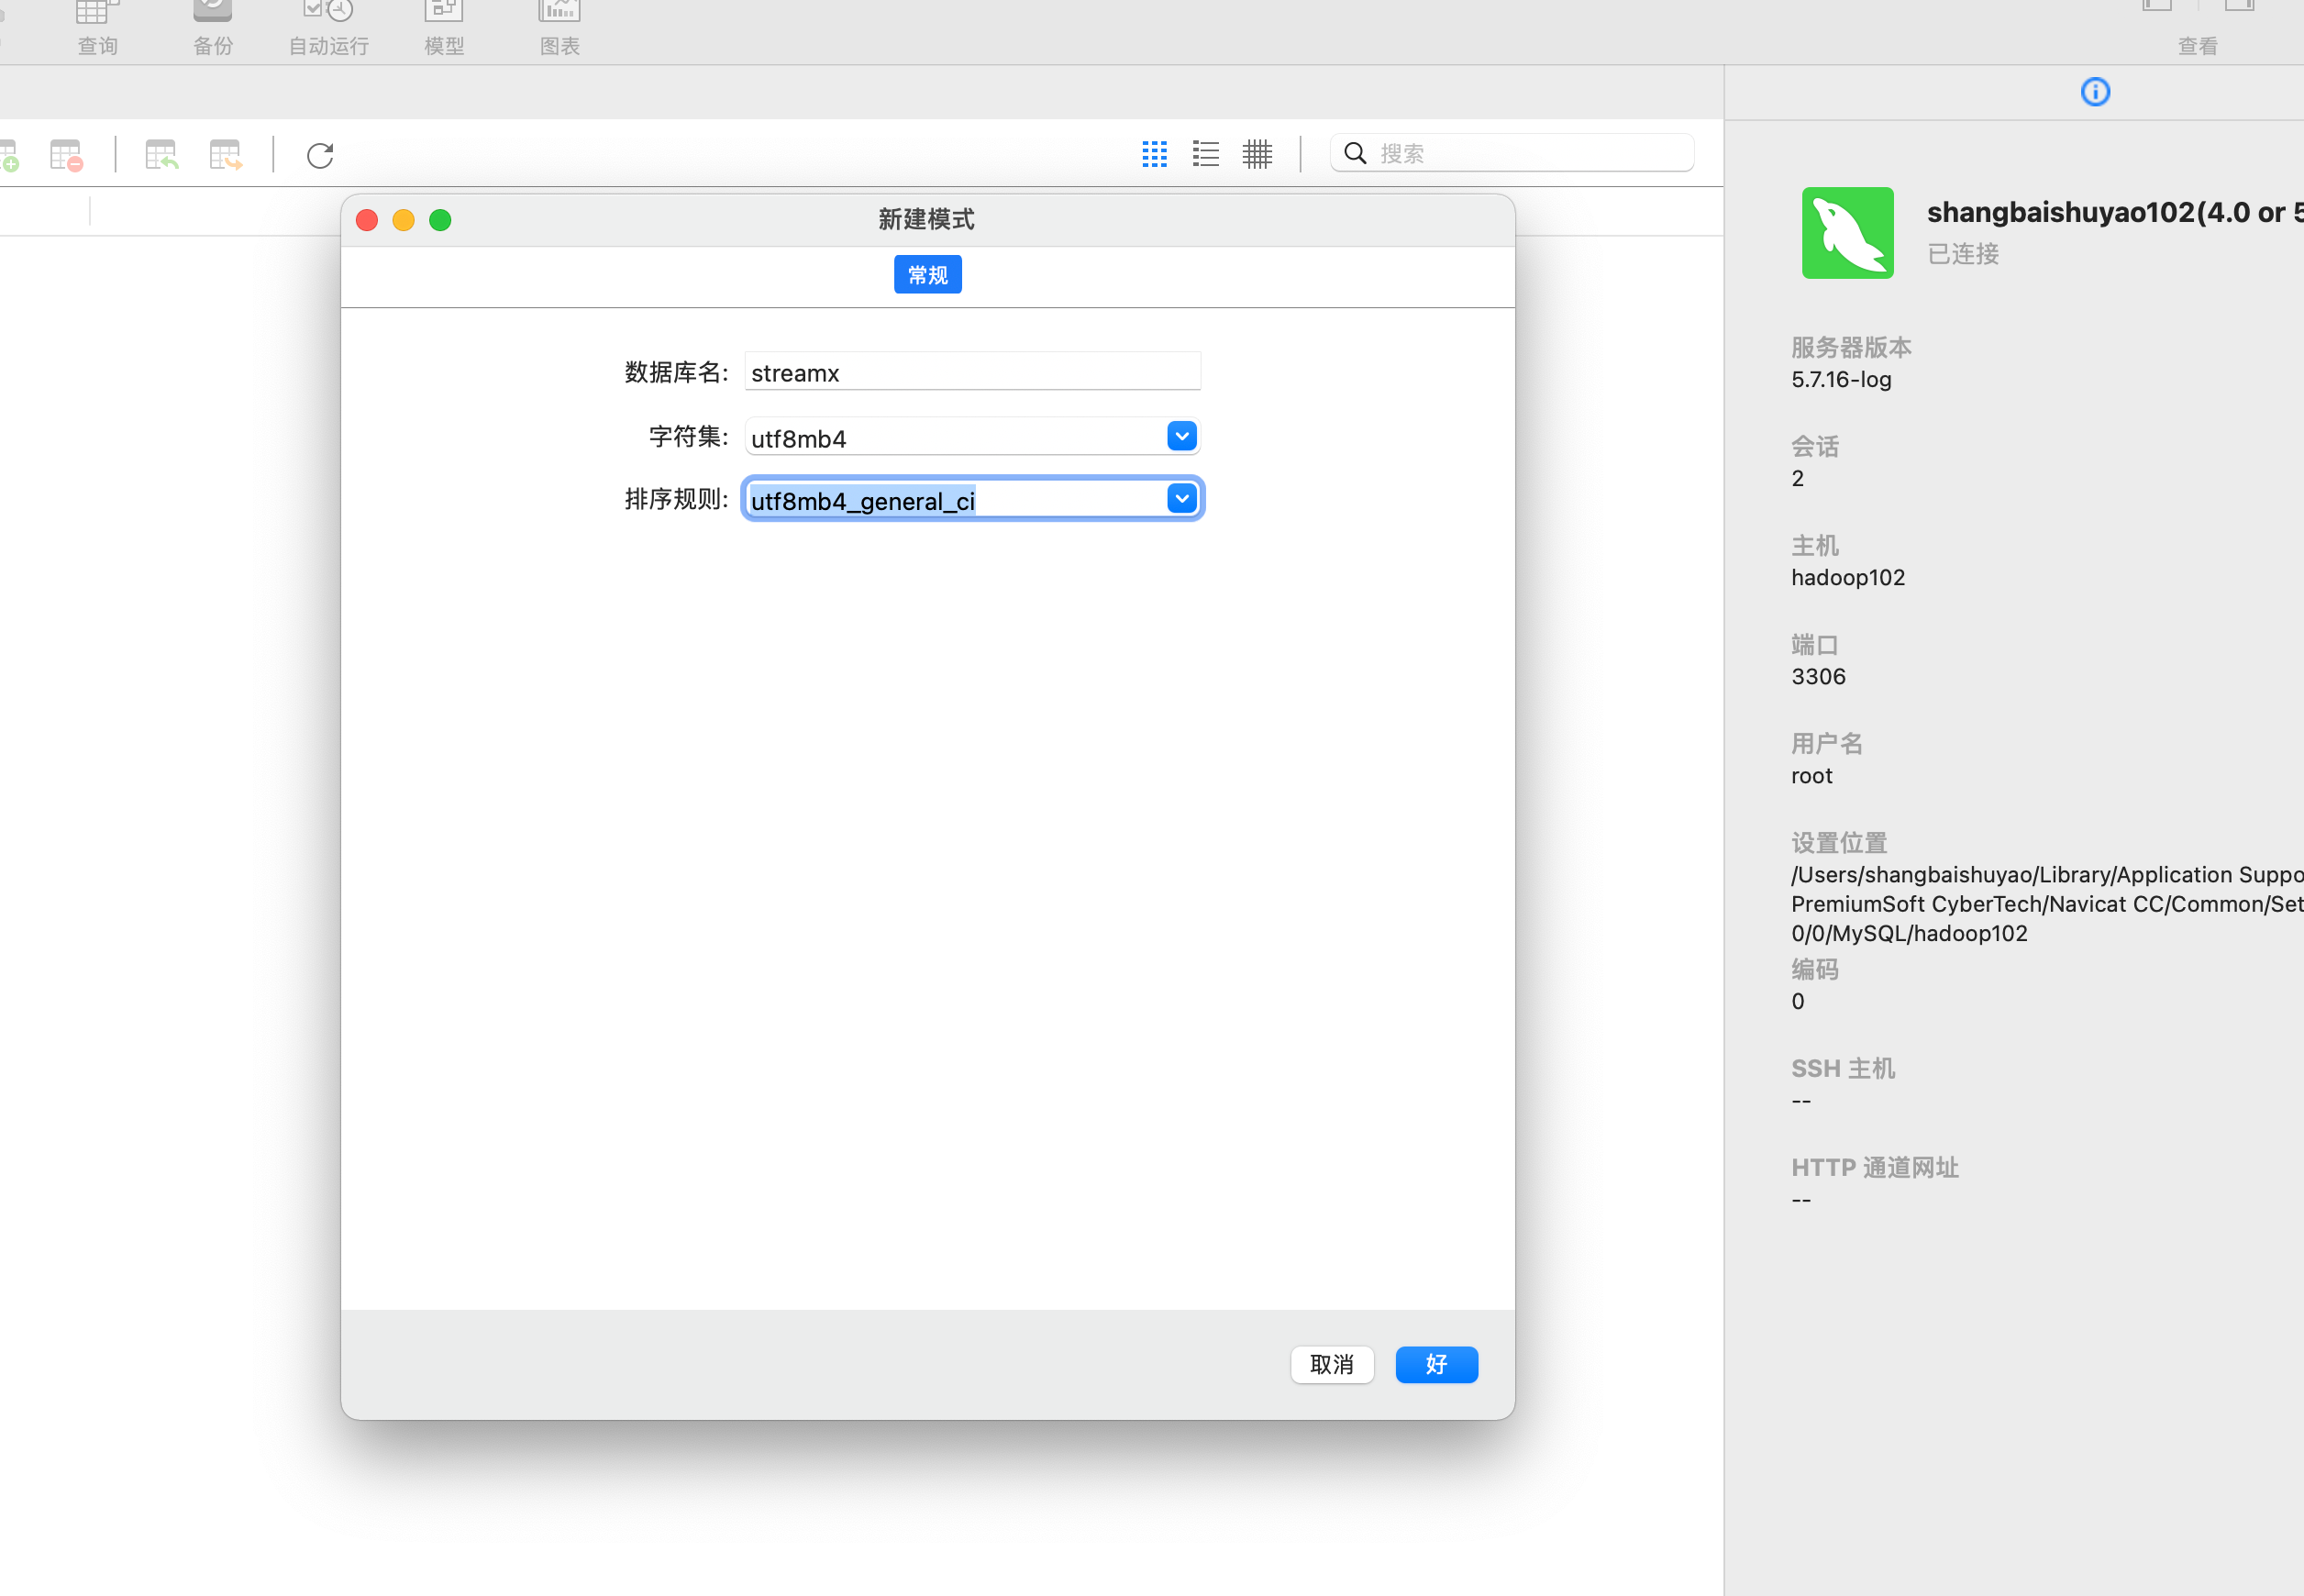 查询
备份
自动运行
模型
图表
查看
搜索
新建模式
常规
数据库名: streamx
字符集: utf8mb4
排序规则: utf8mb4_general_ci
取消
好
shangbaishuyao102(4.0 or 5
已连接
服务器版本
5.7.16-log
会话
2
主机
hadoop102
端口
3306
用户名
root
设置位置
/Users/shangbaishuyao/Library/Application Suppo
PremiumSoft CyberTech/Navicat CC/Common/Set
0/0/MySQL/hadoop102
编码
0
SSH 主机
--
HTTP 通道网址
--